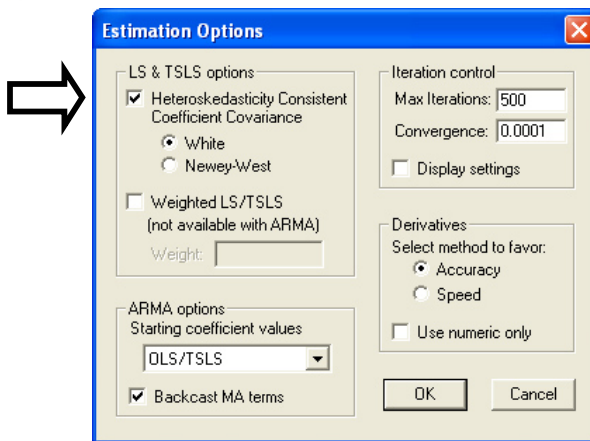 Estimation Options
LS & TSLS options
Heteroskedasticity Consistent
Coefficient Covariance
White
Newey-West
Weighted LS/TSLS
(not available with ARMA)
Weight:
ARMA options
Starting coefficient values
OLS/TSLS
Backcast MA terms
Iteration control
Max Iterations: 500
Convergence: 0.0001
Display settings
Derivatives
Select method to favor:
Accuracy
Speed
Use numeric only
OK
Cancel